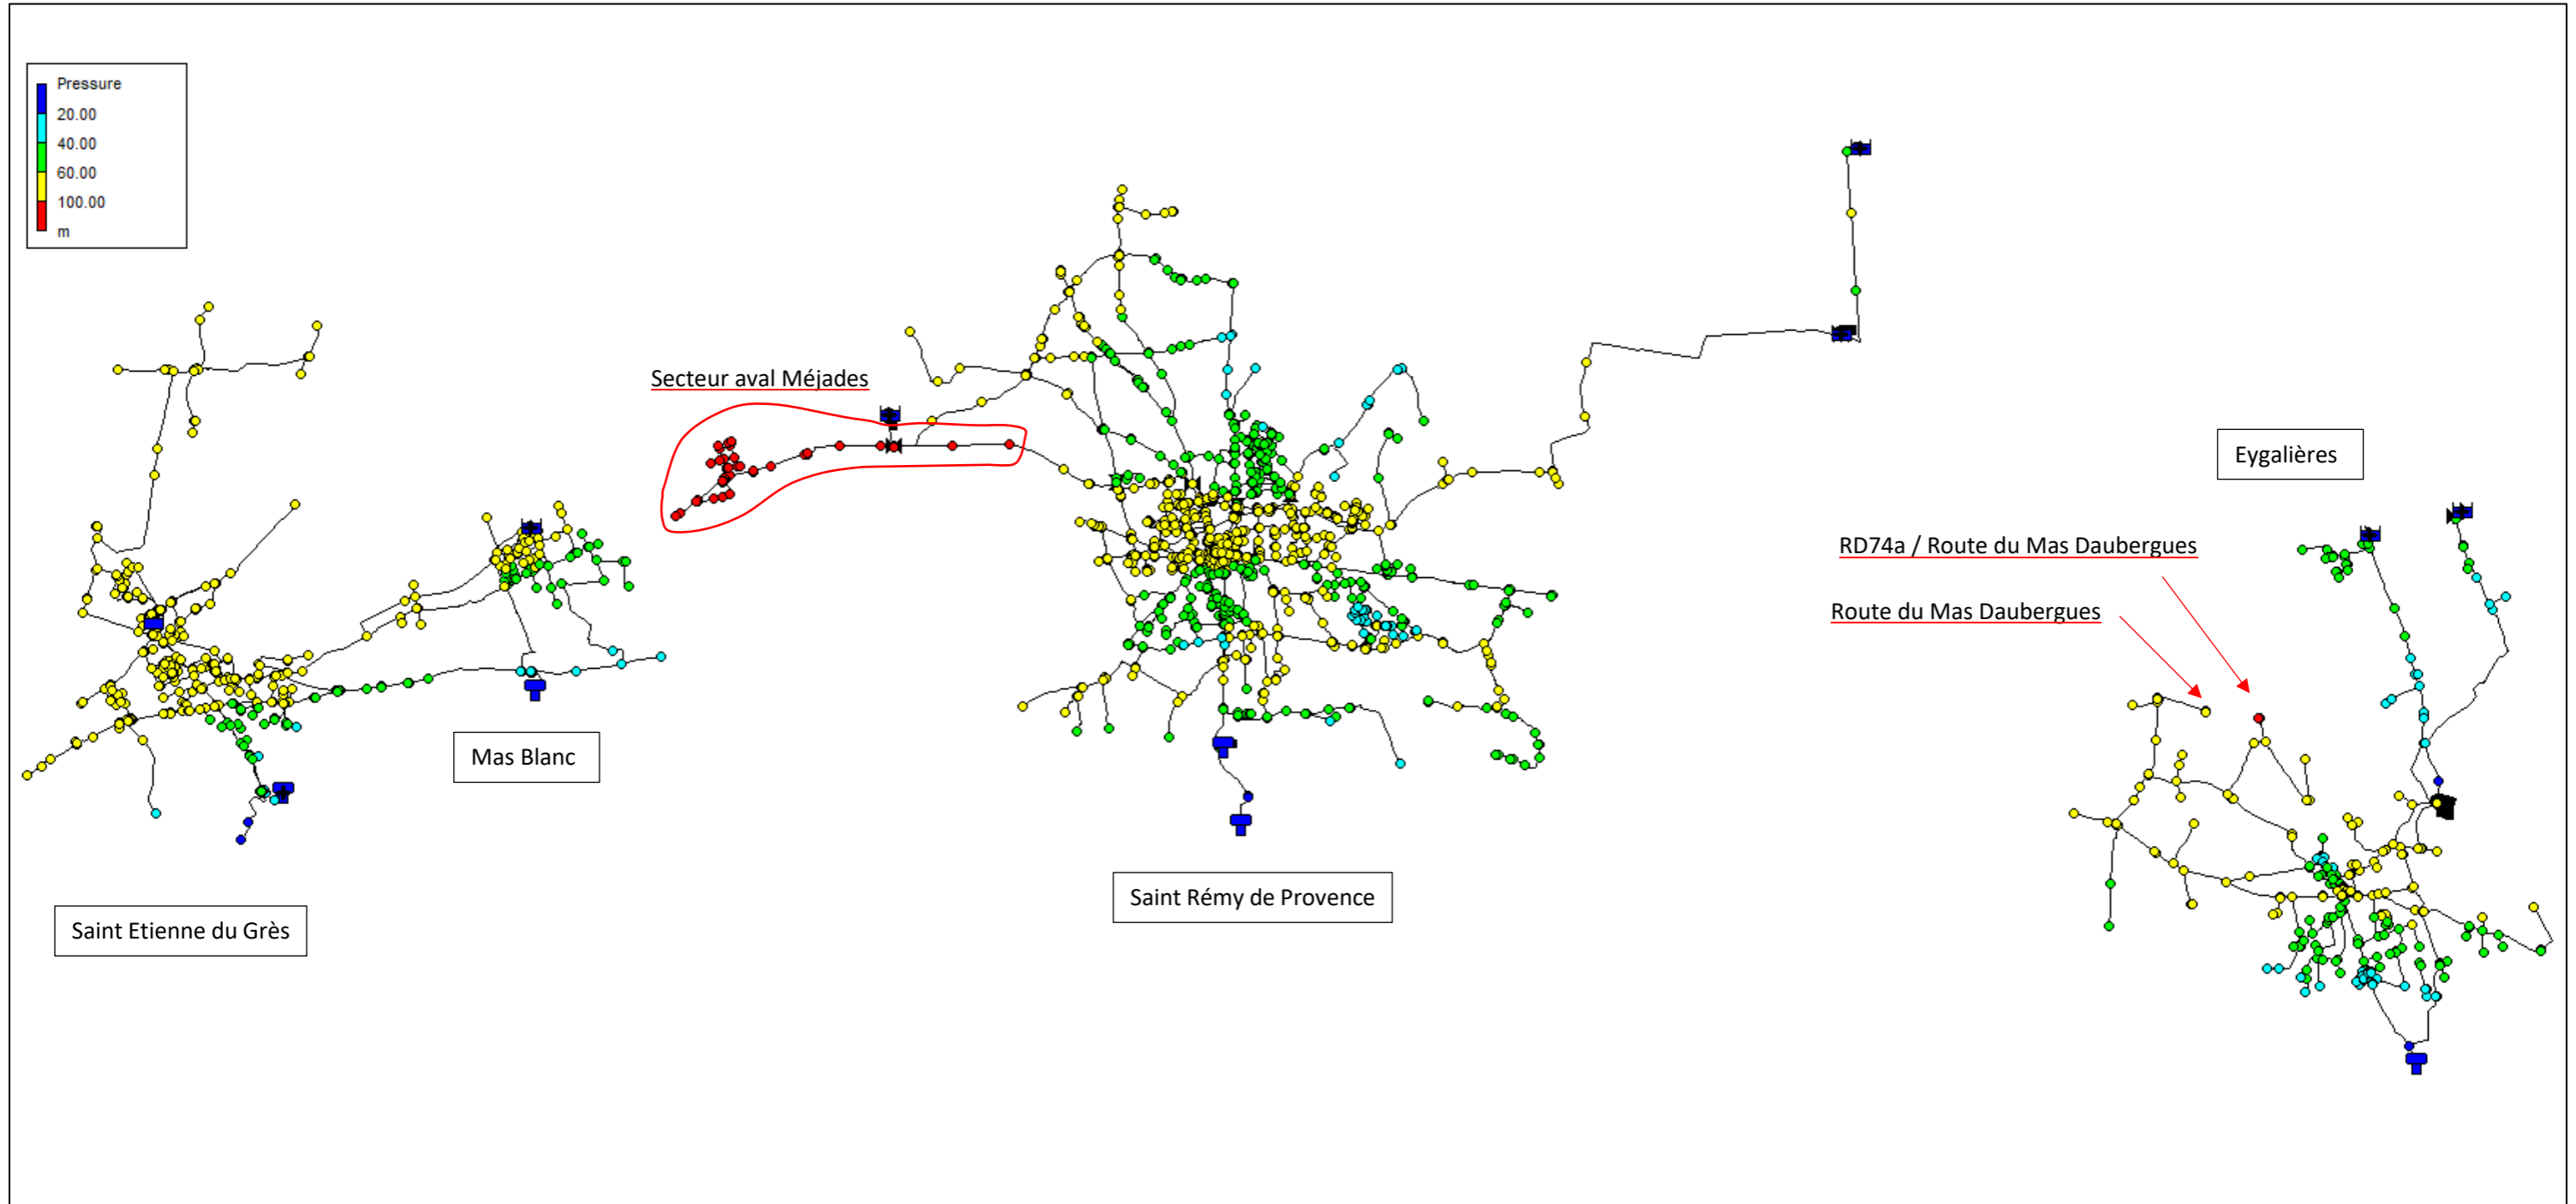 Pressure
20.00
40.00
60.00
100.00
m
Secteur aval Méjades
Eygalières
RD74a / Route du Mas Daubergues
Route du Mas Daubergues
Mas Blanc
Saint Rémy de Provence
Saint Etienne du Grès